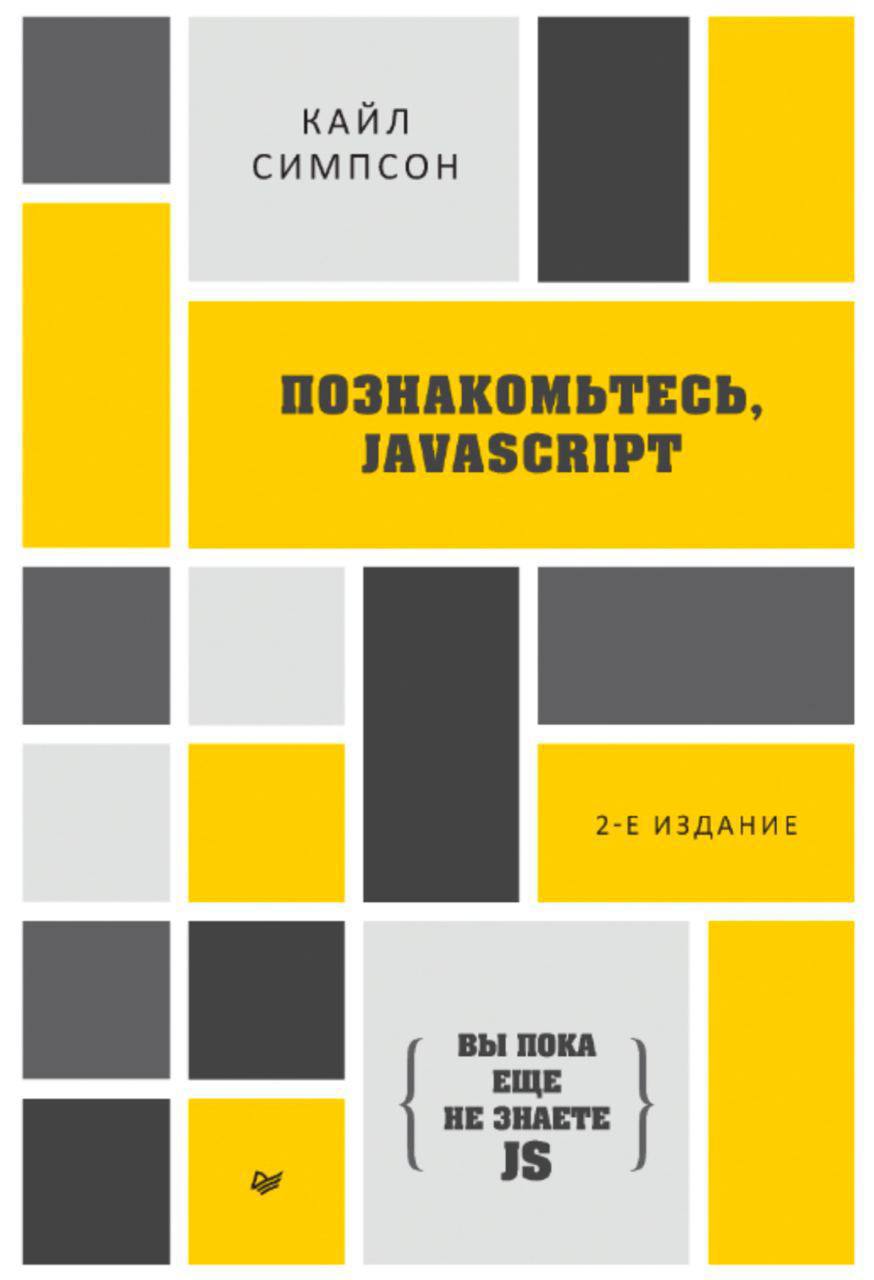 КАЙЛ
СИМПСОН
ПОЗНАКОМЬТЕСЬ,
JAVASCRIPT
2-Е ИЗДАНИЕ
{ ВЫ ПОКА
ЕЩЕ
НЕ ЗНАЕТЕ
JS }